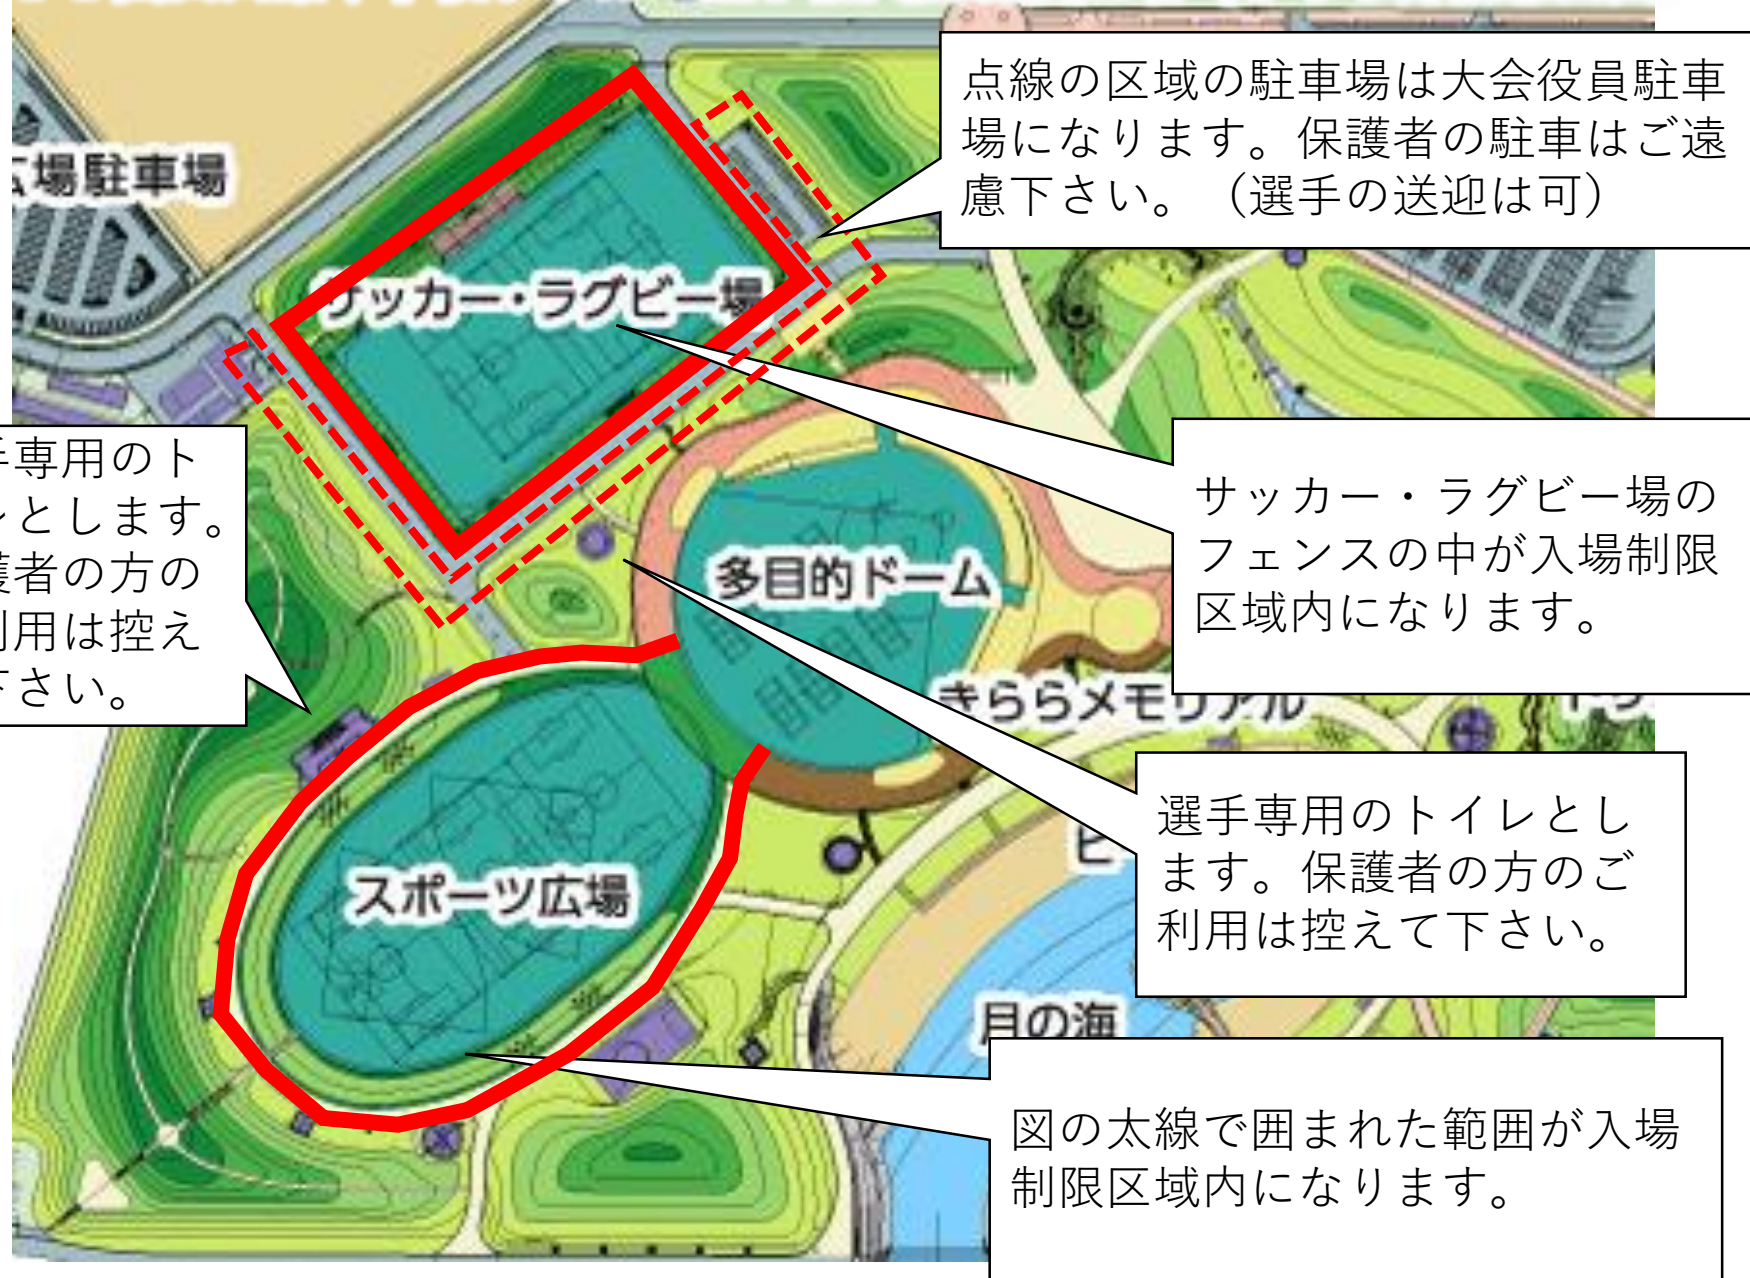 点線の区域の駐車場は大会役員駐車
場になります。保護者の駐車はご遠
慮下さい。（選手の送迎は可）
広場駐車場
サッカー・ラグビー場
手専用のト
レとします。
護者の方の
利用は控え
下さい。
サッカー・ラグビー場の
フェンスの中が入場制限
区域内になります。
多目的ドーム
きららメモリアル
選手専用のトイレとし
ます。保護者の方のご
利用は控えて下さい。
ビー
スポーツ広場
月の海
図の太線で囲まれた範囲が入場
制限区域内になります。